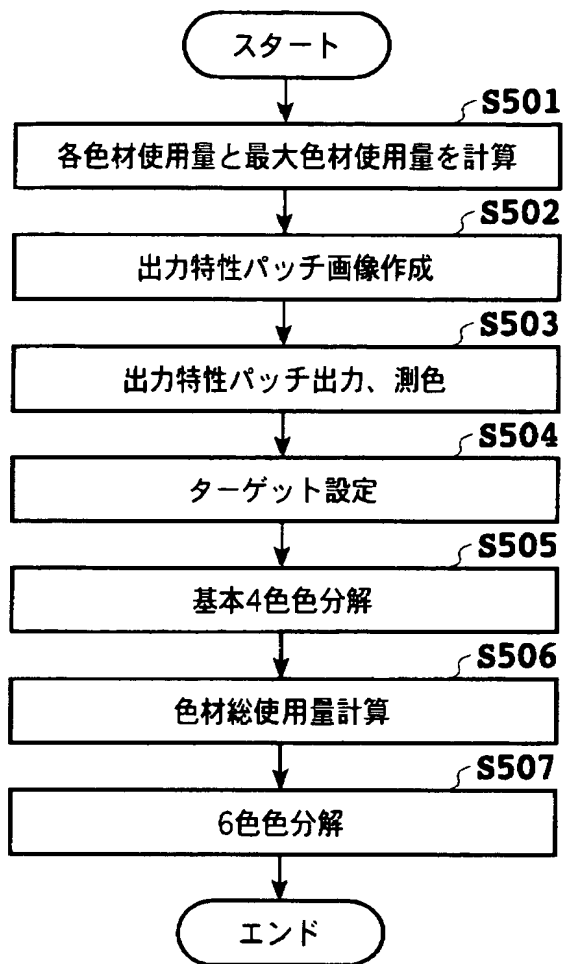 スタート
S501
各色材使用量と最大色材使用量を計算
S502
出力特性パッチ画像作成
S503
出力特性パッチ出力、測色
S504
ターゲット設定
S505
基本4色色分解
S506
色材総使用量計算
S507
6色色分解
エンド